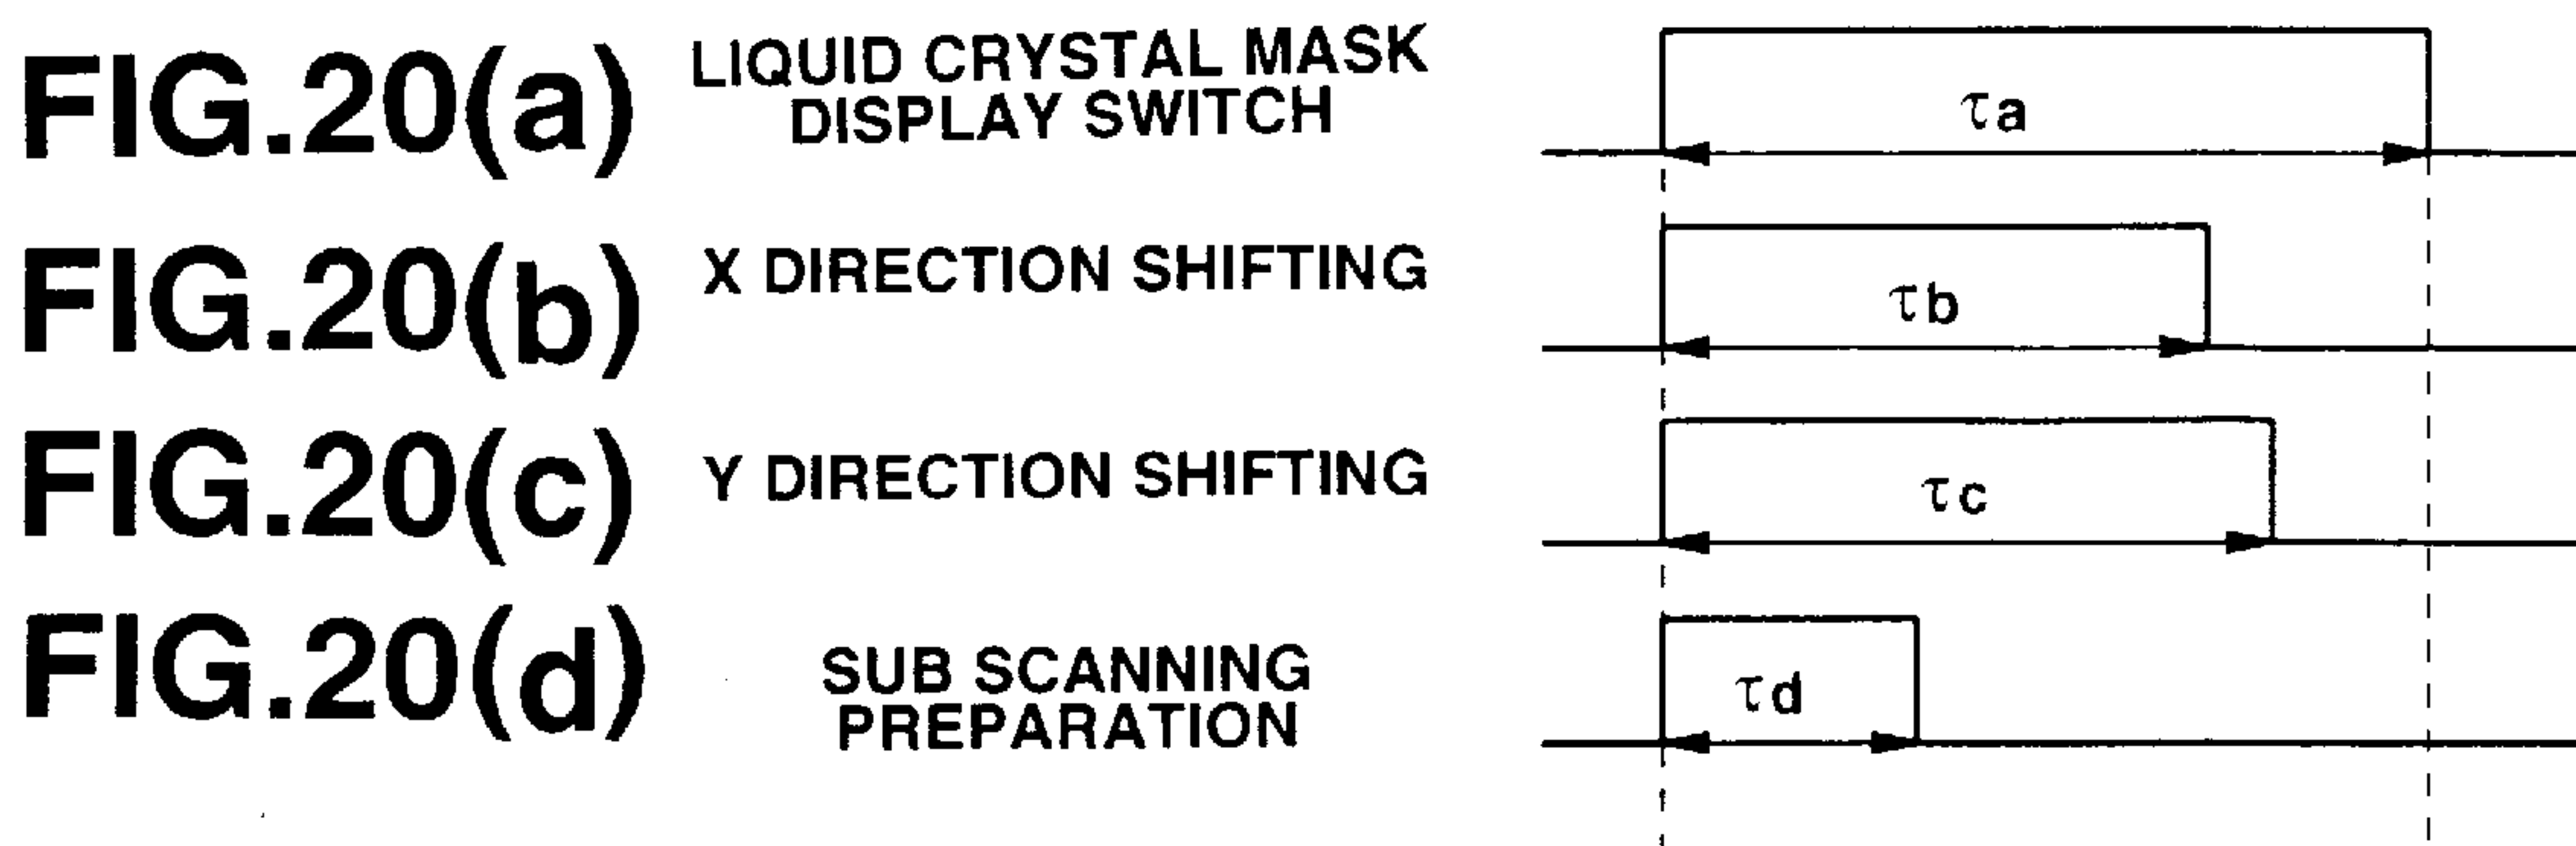 FIG.20(a)
LIQUID CRYSTAL MASK
DISPLAY SWITCH
τa
FIG.20(b)
X DIRECTION SHIFTING
τb
FIG.20(c)
Y DIRECTION SHIFTING
τc
FIG.20(d)
SUB SCANNING
PREPARATION
τd